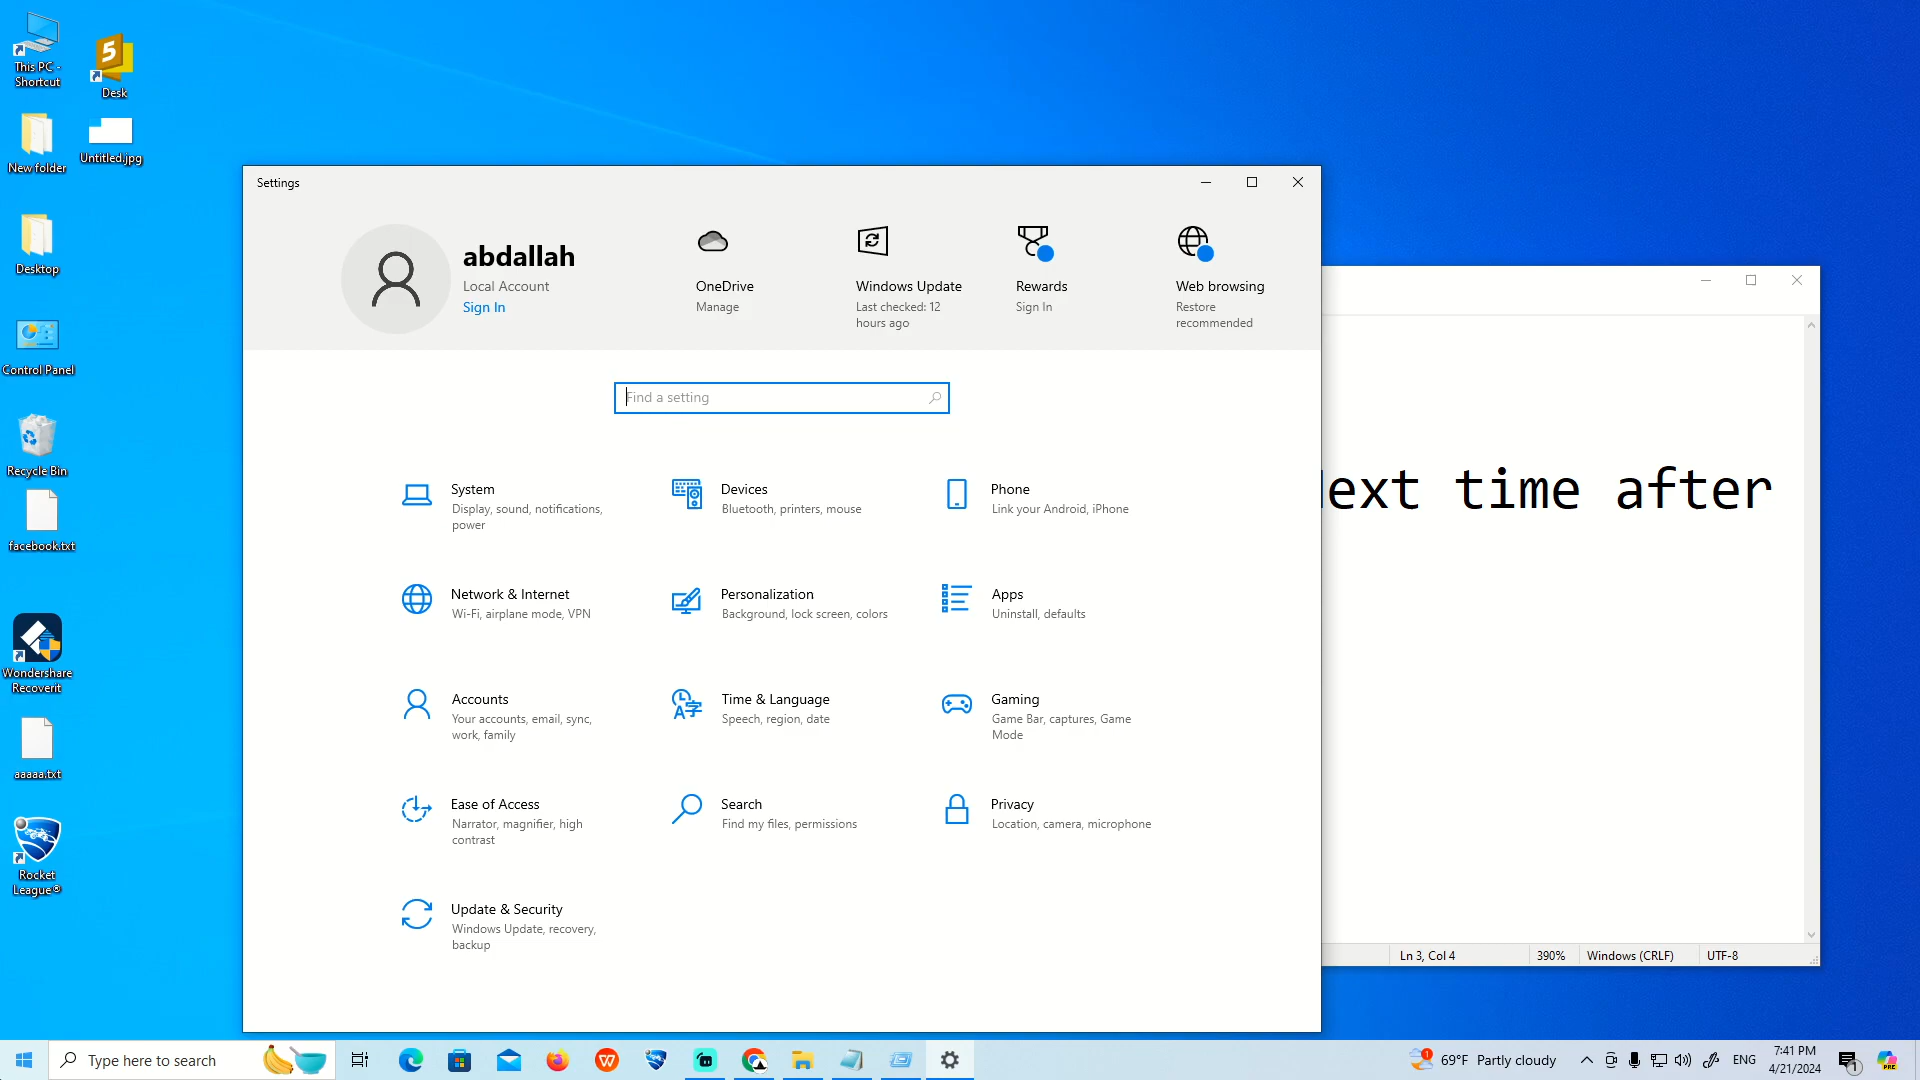 This PC -
Shortcut
Desk
New folder
Untitled.jpg
Desktop
Control Panel
Recycle Bin
facebook.txt
Wondershare
Recoverit
aaaaa.txt
Rocket
League®
Settings
abdallah
Local Account
Sign In
OneDrive
Manage
Windows Update
Last checked: 12
hours ago
Rewards
Sign In
Web browsing
Restore
recommended
Find a setting
System
Display, sound, notifications,
power
Devices
Bluetooth, printers, mouse
Phone
Link your Android, iPhone
Network & Internet
Wi-Fi, airplane mode, VPN
Personalization
Background, lock screen, colors
Apps
Uninstall, defaults
Accounts
Your accounts, email, sync,
work, family
Time & Language
Speech, region, date
Gaming
Game Bar, captures, Game
Mode
Ease of Access
Narrator, magnifier, high
contrast
Search
Find my files, permissions
Privacy
Location, camera, microphone
Update & Security
Windows Update, recovery,
backup
time after
Ln 3, Col 4
390%
Windows (CRLF)
UTF-8
Type here to search
1
69°F Partly cloudy
ENG
7:41 PM
4/21/2024
1
PRE